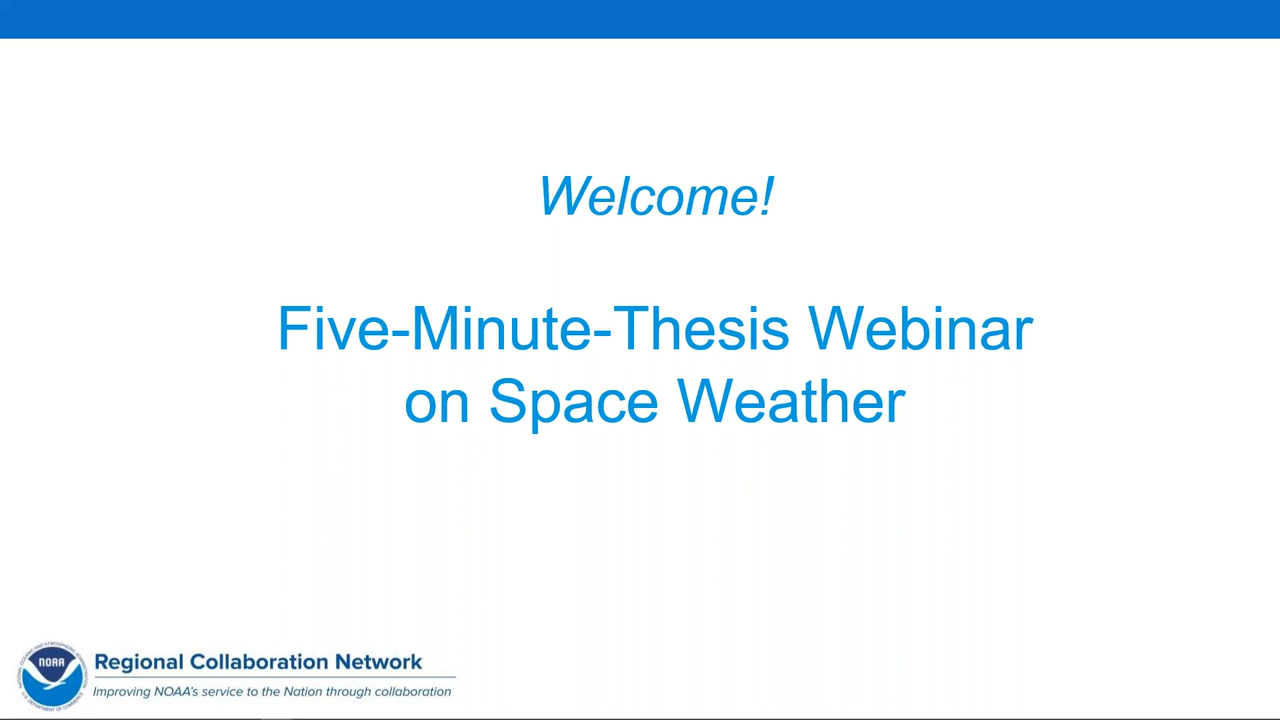 Welcome!
Five-Minute-Thesis Webinar
on Space Weather
NOAA
Regional Collaboration Network
Improving NOAA's service to the Nation through collaboration